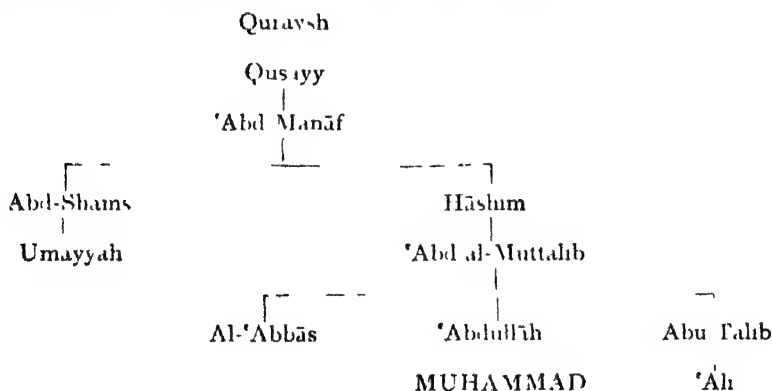 Quraysh
Qusayy
'Abd Manāf
Abd-Shams Hāshim
Umayyah 'Abd al-Muttalib
Al-'Abbās 'Abdullāh Abu Talib
MUHAMMAD 'Ali